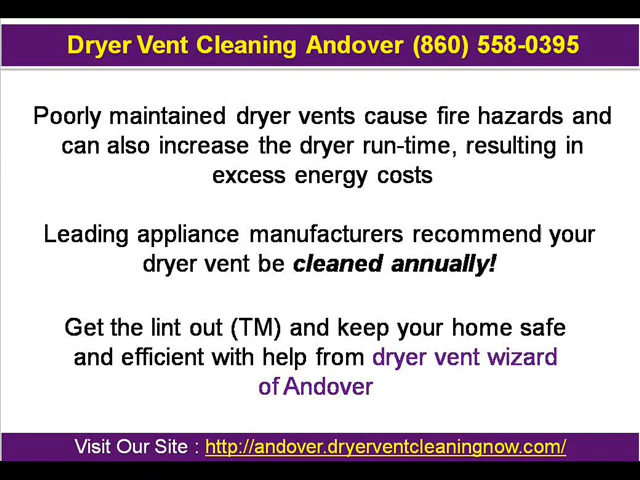 Dryer Vent Cleaning Andover (860) 558-0395
Poorly maintained dryer vents cause fire hazards and
can also increase the dryer run-time, resulting in
excess energy costs
Leading appliance manufacturers recommend your
dryer vent be cleaned annually!
Get the lint out (TM) and keep your home safe
and efficient with help from dryer vent wizard
of Andover
Visit Our Site : http://andover.dryerventcleaningnow.com/